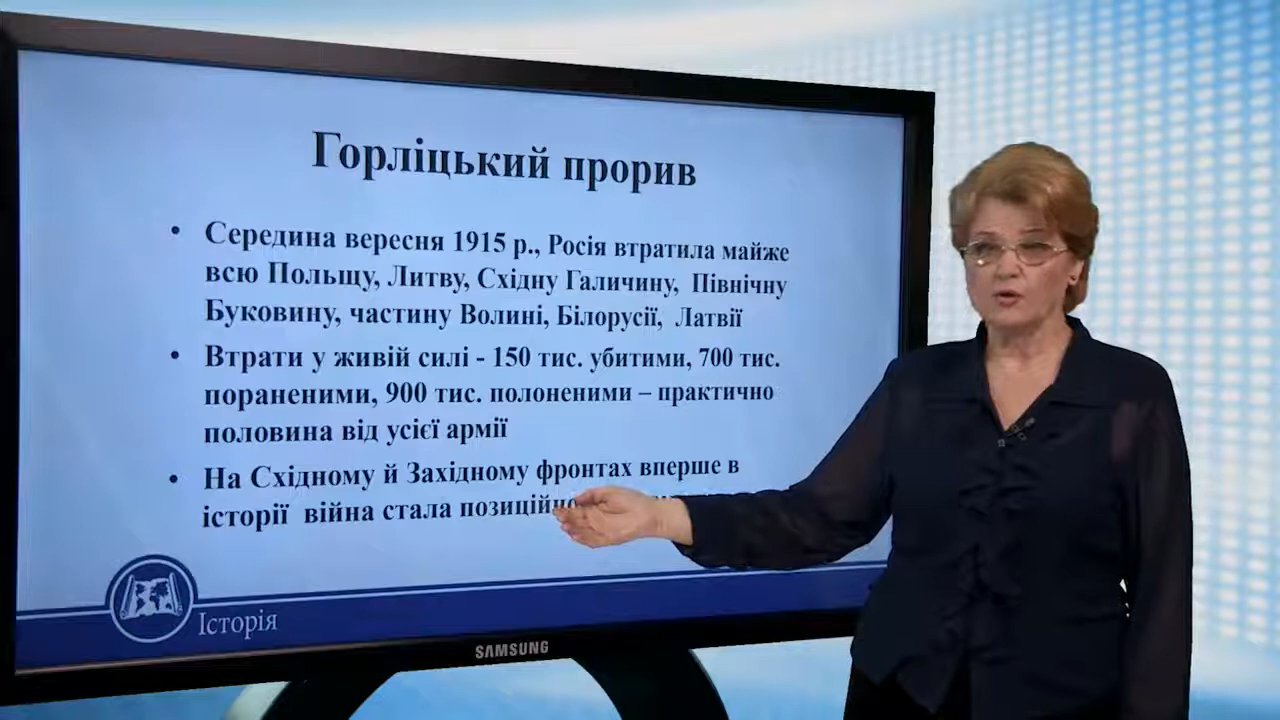 Горліцький прорив
• Середина вересня 1915 р., Росія втратила майже
всю Польщу, Литву, Східну Галичину, Північну
Буковину, частину Волині, Білорусії, Латвії
• Втрати у живій силі - 150 тис. убитими, 700 тис.
пораненими, 900 тис. полоненими – практично
половина від усієї армії
• На Східному й Західному фронтах вперше в
історії війна стала
Історія
SAMSUNG